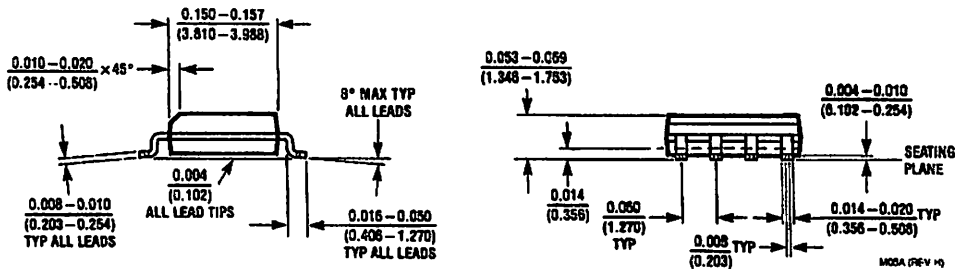 0.150–0.157
(3.810–3.988)
0.010–0.020 ×45°
(0.254–0.508)
8° MAX TYP
ALL LEADS
0.004
(0.102)
ALL LEAD TIPS
0.008–0.010
(0.203–0.254)
TYP ALL LEADS
0.016–0.050
(0.406–1.270)
TYP ALL LEADS
0.053–0.069
(1.346–1.753)
0.004–0.010
(0.102–0.254)
SEATING
PLANE
0.014
(0.356)
0.050
(1.270)
TYP
0.014–0.020 TYP
(0.356–0.508)
0.008 TYP
(0.203)
M08A (REV H)